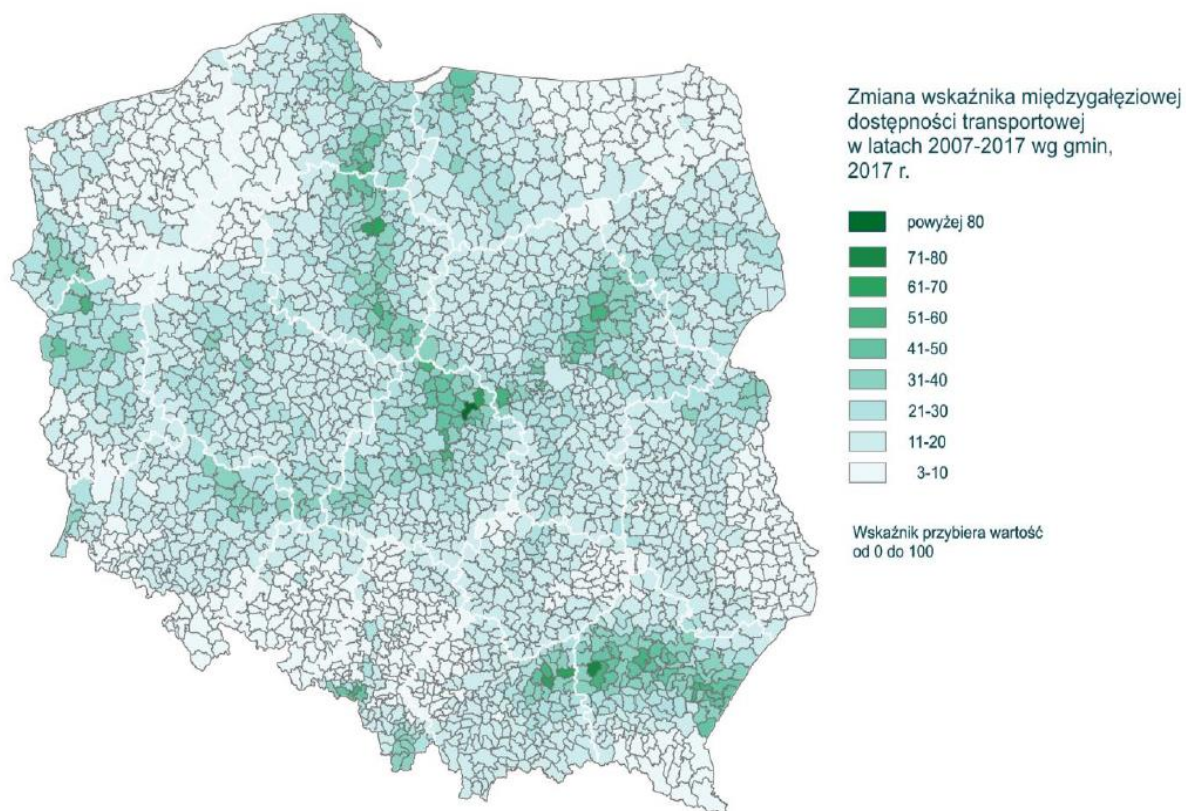 Zmiana wskaźnika międzygałęziowej
dostępności transportowej
w latach 2007-2017 wg gmin,
2017 r.
powyżej 80
71-80
61-70
51-60
41-50
31-40
21-30
11-20
3-10
Wskaźnik przybiera wartość
od 0 do 100